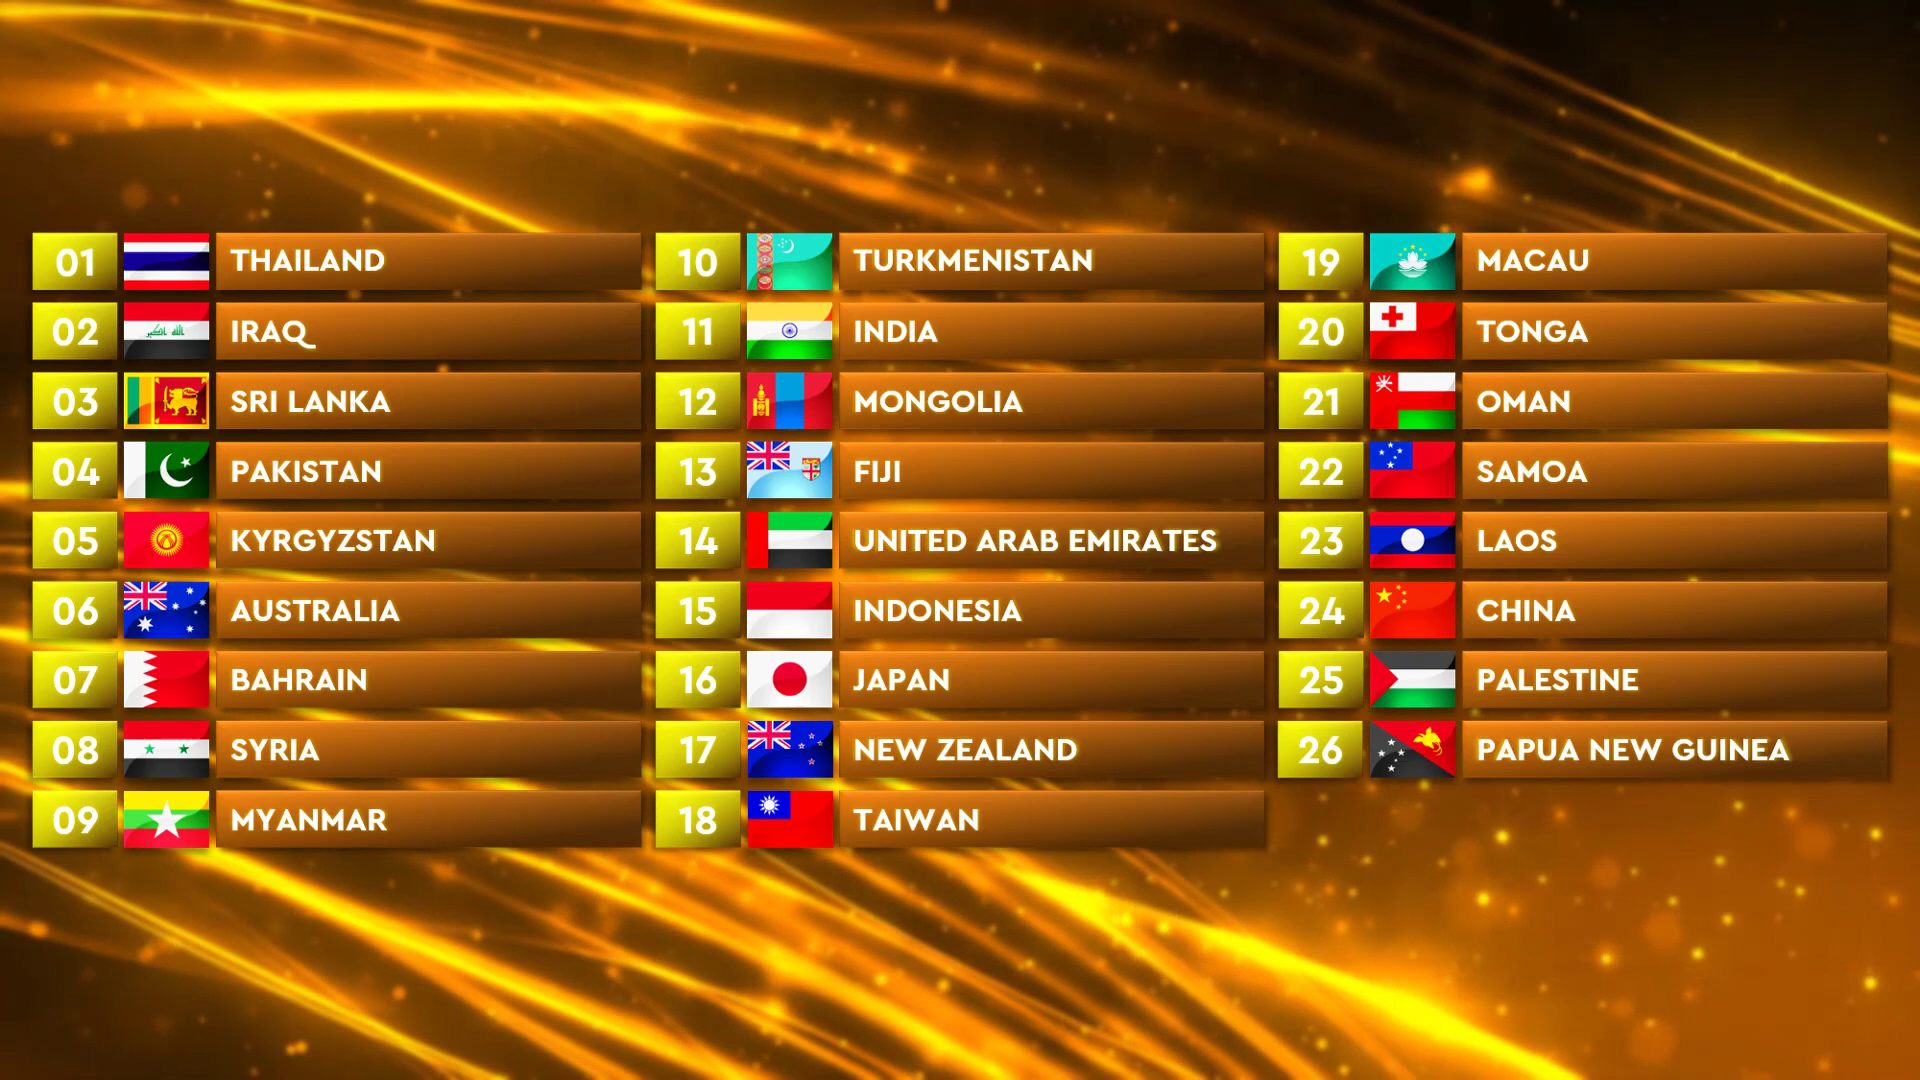 01 THAILAND
02 IRAQ
الله اكبر
03 SRI LANKA
04 PAKISTAN
05 KYRGYZSTAN
06 AUSTRALIA
07 BAHRAIN
08 SYRIA
09 MYANMAR
10 TURKMENISTAN
11 INDIA
12 MONGOLIA
13 FIJI
14 UNITED ARAB EMIRATES
15 INDONESIA
16 JAPAN
17 NEW ZEALAND
18 TAIWAN
19 MACAU
20 TONGA
21 OMAN
22 SAMOA
23 LAOS
24 CHINA
25 PALESTINE
26 PAPUA NEW GUINEA